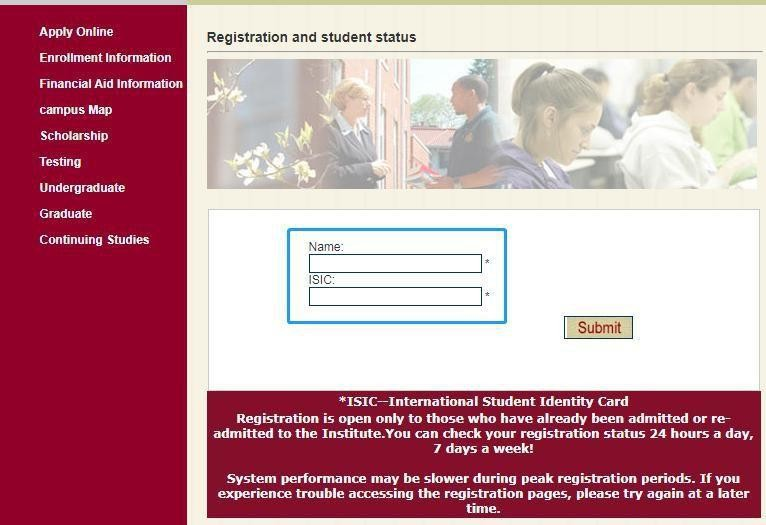 Apply Online
Enrollment Information
Financial Aid Information
campus Map
Scholarship
Testing
Undergraduate
Graduate
Continuing Studies
Registration and student status
Name:
*
ISIC:
*
Submit
*ISIC--International Student Identity Card
Registration is open only to those who have already been admitted or re-
admitted to the Institute.You can check your registration status 24 hours a day,
7 days a week!
System performance may be slower during peak registration periods. If you
experience trouble accessing the registration pages, please try again at a later
time.